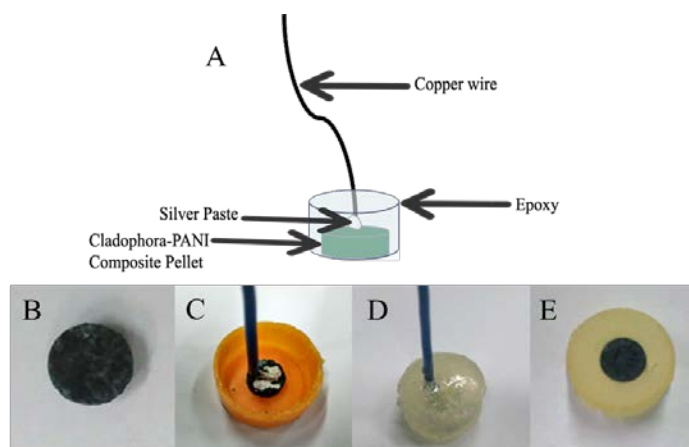 A
Copper wire
Silver Paste
Epoxy
Cladophora-PANI
Composite Pellet
B
C
D
E